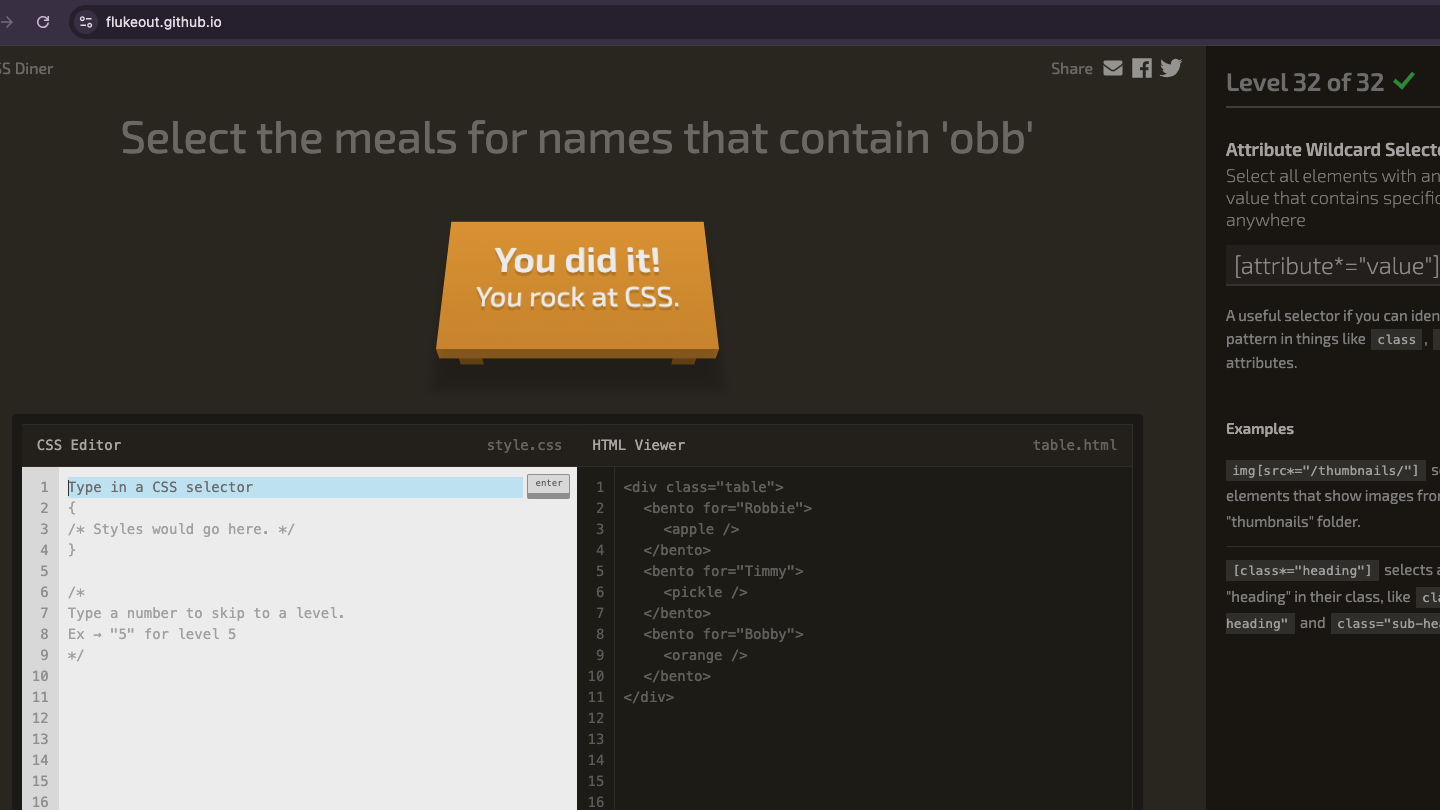 flukeout.github.io
SS Diner
Share
Level 32 of 32
Select the meals for names that contain 'obb'
You did it!
You rock at CSS.
CSS Editor
style.css
HTML Viewer
table.html
1 Type in a CSS selector
enter
2 {
3 /* Styles would go here. */
4 }
5
6 /*
7 Type a number to skip to a level.
8 Ex → "5" for level 5
9 */
10
11
12
13
14
15
16
1 <div class="table">
2 <bento for="Robbie">
3 <apple />
4 </bento>
5 <bento for="Timmy">
6 <pickle />
7 </bento>
8 <bento for="Bobby">
9 <orange />
10 </bento>
11 </div>
12
13
14
15
16
Attribute Wildcard Selecto
Select all elements with an
value that contains specific
anywhere
[attribute*="value"]
A useful selector if you can iden
pattern in things like class ,
attributes.
Examples
img[src*="/thumbnails/"] s
elements that show images fro
"thumbnails" folder.
[class*="heading"] selects a
"heading" in their class, like cla
heading" and class="sub-hea